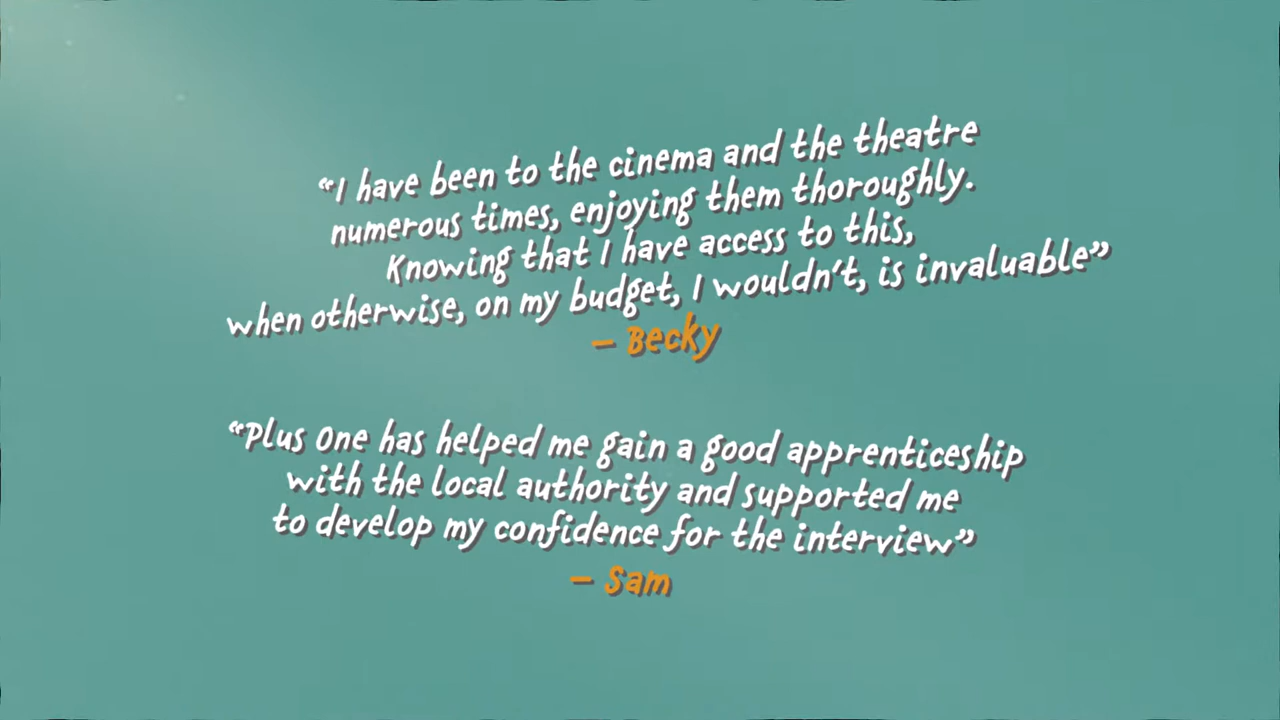 “I have been to the cinema and the theatre
numerous times, enjoying them thoroughly.
Knowing that I have access to this,
when otherwise, on my budget, I wouldn’t, is invaluable”
– Becky
“Plus One has helped me gain a good apprenticeship
with the local authority and supported me
to develop my confidence for the interview”
– Sam